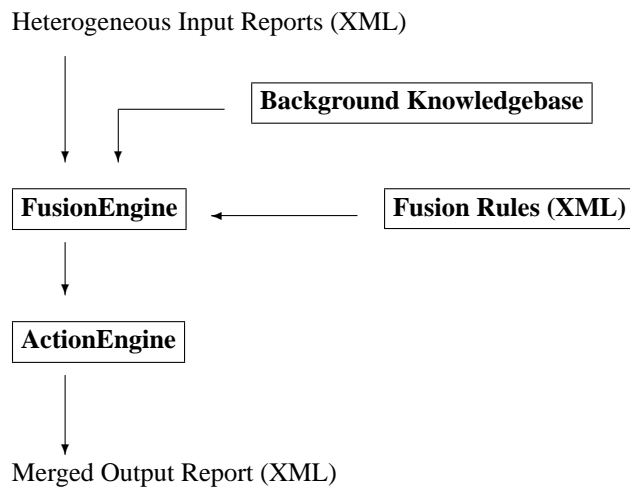 Heterogeneous Input Reports (XML)
Background Knowledgebase
FusionEngine
Fusion Rules (XML)
ActionEngine
Merged Output Report (XML)